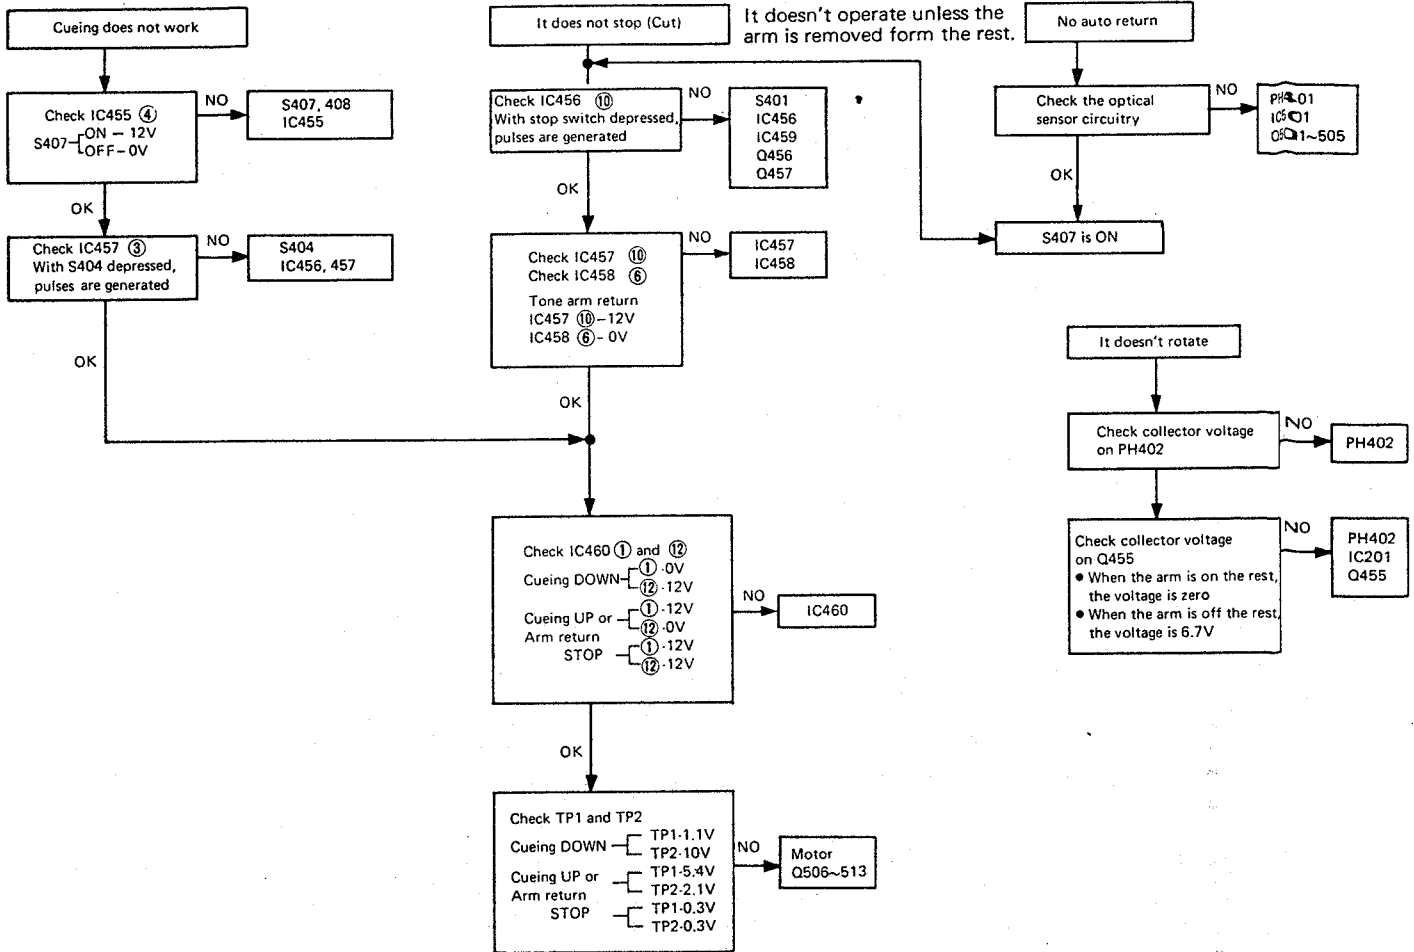 Cueing does not work
Check IC455 ④
S407
ON – 12V
OFF – 0V
NO
S407, 408
IC455
OK
Check IC457 ③
With S404 depressed,
pulses are generated
NO
S404
IC456, 457
OK
It does not stop (Cut)
It doesn't operate unless the
arm is removed form the rest.
Check IC456 ⑩
With stop switch depressed,
pulses are generated
NO
S401
IC456
IC459
Q456
Q457
OK
Check IC457 ⑩
Check IC458 ⑥
Tone arm return
IC457 ⑩ – 12V
IC458 ⑥ – 0V
NO
IC457
IC458
OK
Check IC460 ① and ⑫
Cueing DOWN
① · 0V
⑫ · 12V
Cueing UP or
Arm return
① · 12V
⑫ · 0V
STOP
① · 12V
⑫ · 12V
NO
IC460
OK
Check TP1 and TP2
Cueing DOWN
TP1-1.1V
TP2-10V
Cueing UP or
Arm return
TP1-5.4V
TP2-2.1V
STOP
TP1-0.3V
TP2-0.3V
NO
Motor
Q506~513
No auto return
Check the optical
sensor circuitry
NO
OK
S407 is ON
It doesn't rotate
Check collector voltage
on PH402
NO
PH402
Check collector voltage
on Q455
● When the arm is on the rest,
the voltage is zero
● When the arm is off the rest,
the voltage is 6.7V
NO
PH402
IC201
Q455